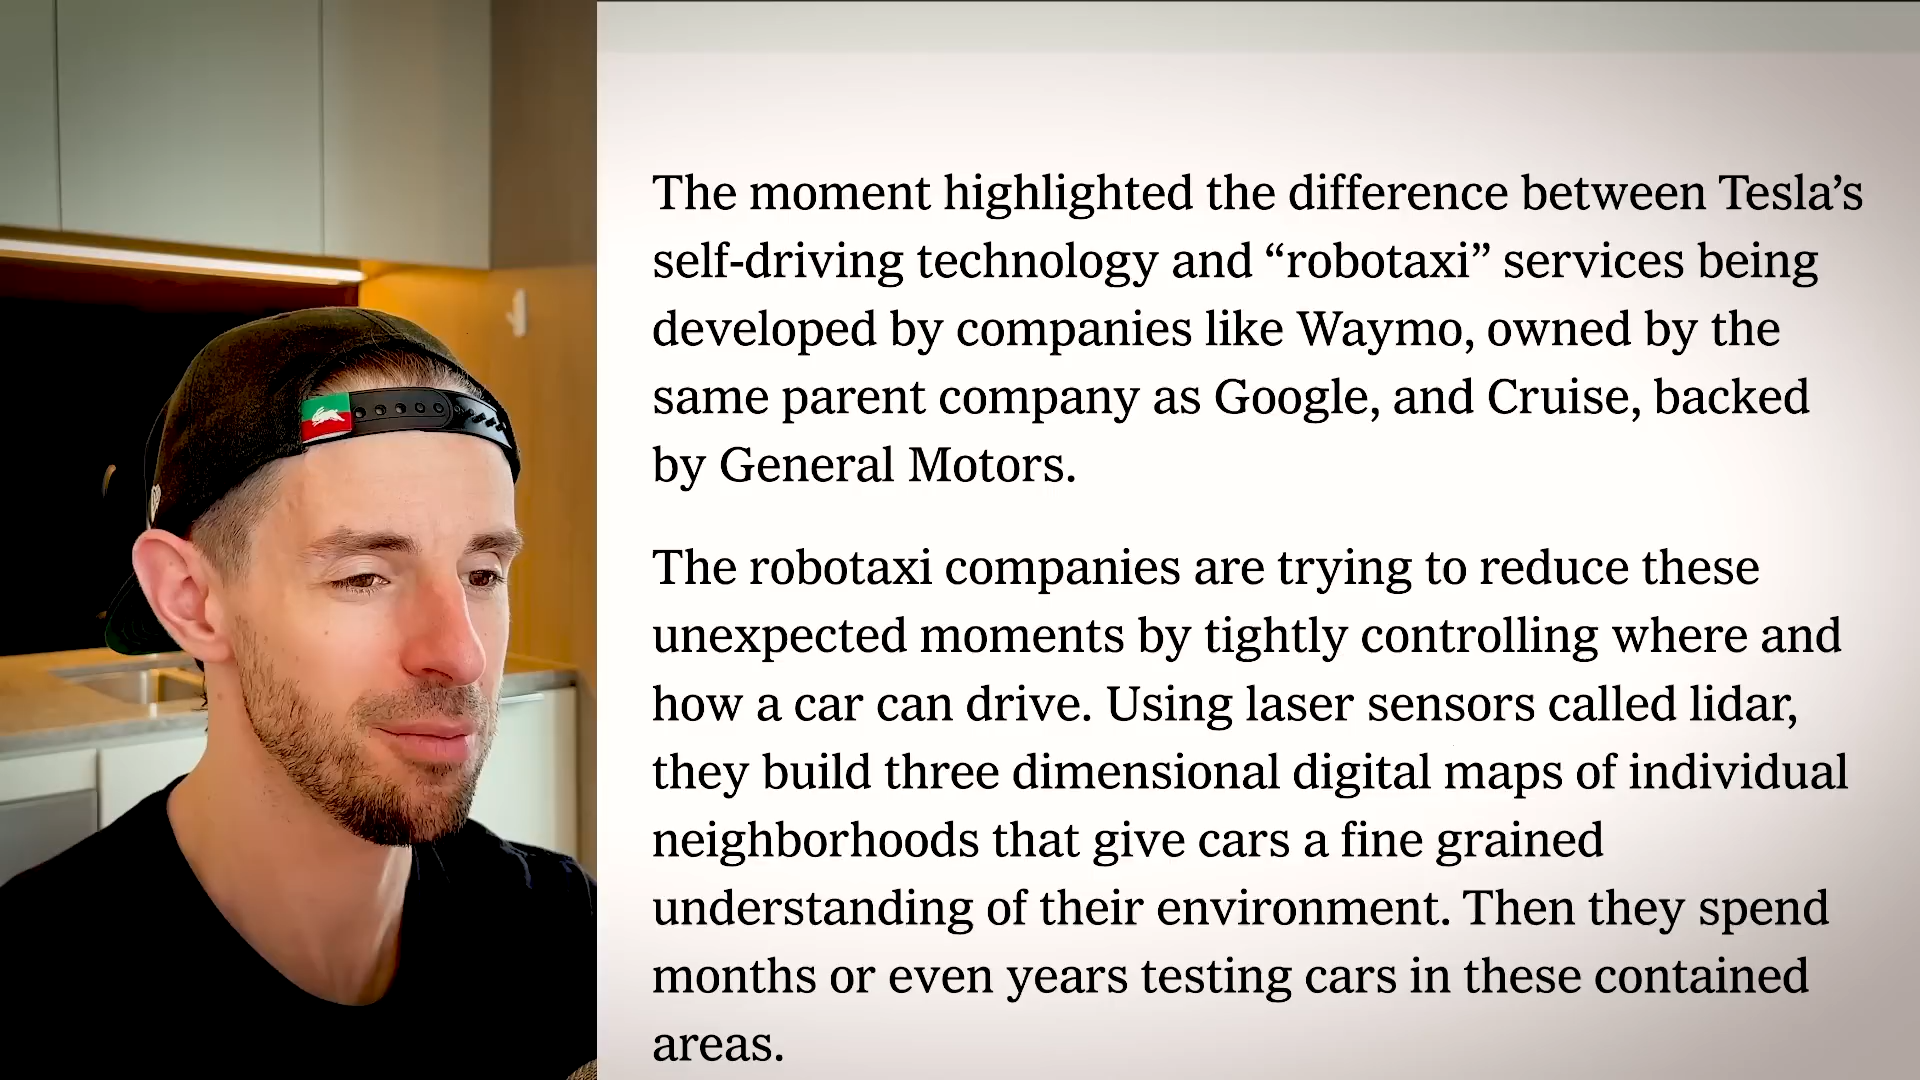 The moment highlighted the difference between Tesla’s
self-driving technology and “robotaxi” services being
developed by companies like Waymo, owned by the
same parent company as Google, and Cruise, backed
by General Motors.
The robotaxi companies are trying to reduce these
unexpected moments by tightly controlling where and
how a car can drive. Using laser sensors called lidar,
they build three dimensional digital maps of individual
neighborhoods that give cars a fine grained
understanding of their environment. Then they spend
months or even years testing cars in these contained
areas.